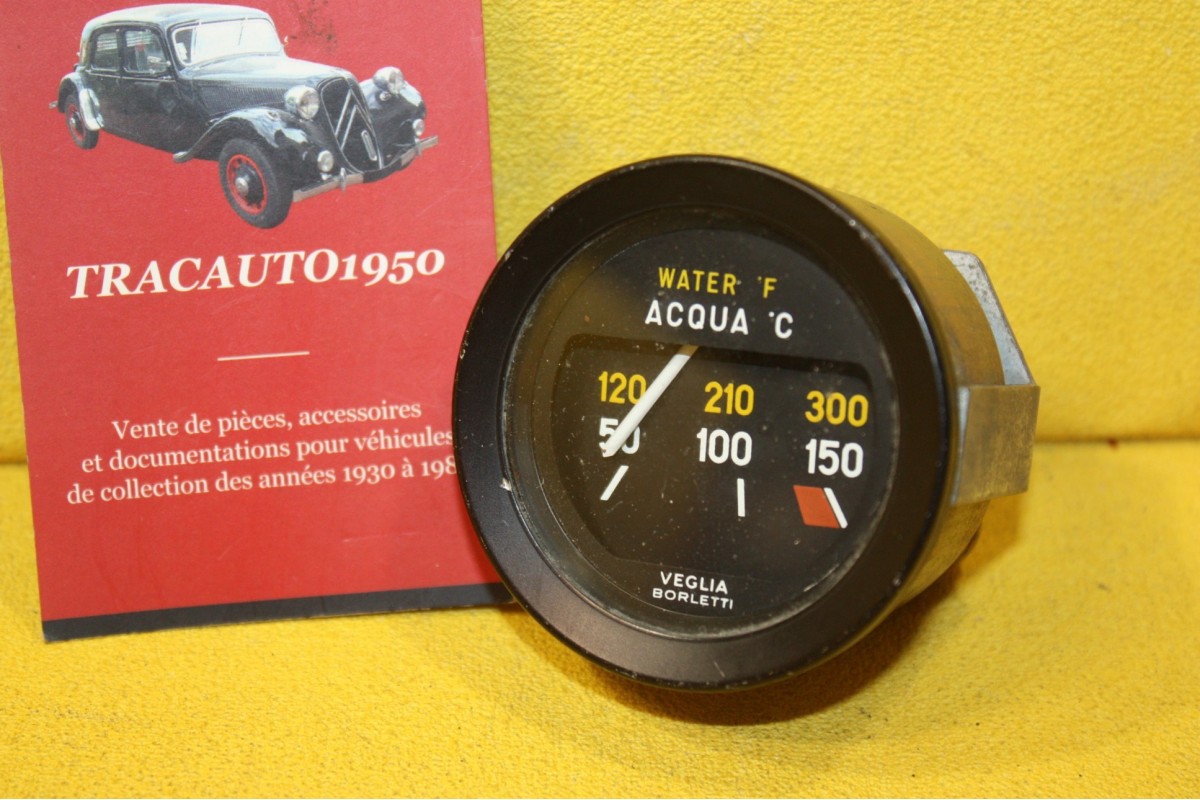 TRACAUTO1950
Vente de pièces, accessoires
et documentations pour véhicules
de collection des années 1930 à
WATER °F
ACQUA °C
120 210 300
50 100 150
VEGLIA
BORLETTI